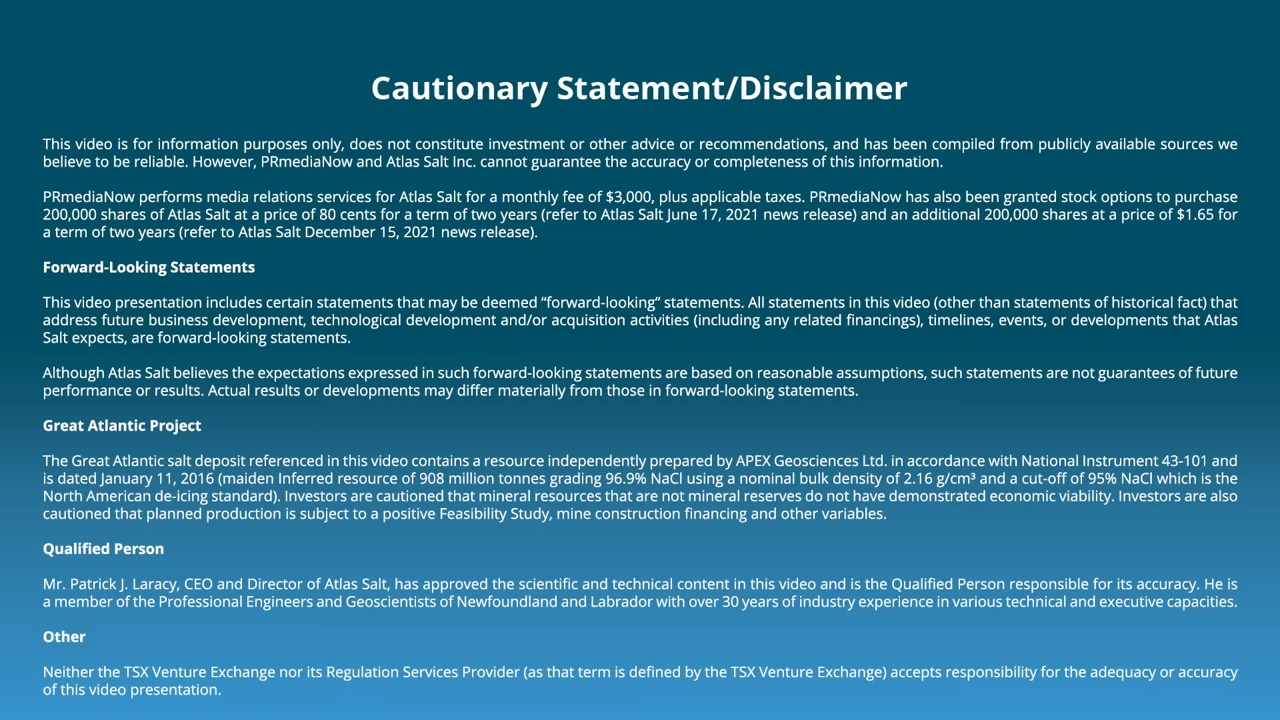 Cautionary Statement/Disclaimer
This video is for information purposes only, does not constitute investment or other advice or recommendations, and has been compiled from publicly available sources we
believe to be reliable. However, PRmediaNow and Atlas Salt Inc. cannot guarantee the accuracy or completeness of this information.
PRmediaNow performs media relations services for Atlas Salt for a monthly fee of $3,000, plus applicable taxes. PRmediaNow has also been granted stock options to purchase
200,000 shares of Atlas Salt at a price of 80 cents for a term of two years (refer to Atlas Salt June 17, 2021 news release) and an additional 200,000 shares at a price of $1.65 for
a term of two years (refer to Atlas Salt December 15, 2021 news release).
Forward-Looking Statements
This video presentation includes certain statements that may be deemed “forward-looking” statements. All statements in this video (other than statements of historical fact) that
address future business development, technological development and/or acquisition activities (including any related financings), timelines, events, or developments that Atlas
Salt expects, are forward-looking statements.
Although Atlas Salt believes the expectations expressed in such forward-looking statements are based on reasonable assumptions, such statements are not guarantees of future
performance or results. Actual results or developments may differ materially from those in forward-looking statements.
Great Atlantic Project
The Great Atlantic salt deposit referenced in this video contains a resource independently prepared by APEX Geosciences Ltd. in accordance with National Instrument 43-101 and
is dated January 11, 2016 (maiden Inferred resource of 908 million tonnes grading 96.9% NaCl using a nominal bulk density of 2.16 g/cm³ and a cut-off of 95% NaCl which is the
North American de-icing standard). Investors are cautioned that mineral resources that are not mineral reserves do not have demonstrated economic viability. Investors are also
cautioned that planned production is subject to a positive Feasibility Study, mine construction financing and other variables.
Qualified Person
Mr. Patrick J. Laracy, CEO and Director of Atlas Salt, has approved the scientific and technical content in this video and is the Qualified Person responsible for its accuracy. He is
a member of the Professional Engineers and Geoscientists of Newfoundland and Labrador with over 30 years of industry experience in various technical and executive capacities.
Other
Neither the TSX Venture Exchange nor its Regulation Services Provider (as that term is defined by the TSX Venture Exchange) accepts responsibility for the adequacy or accuracy
of this video presentation.